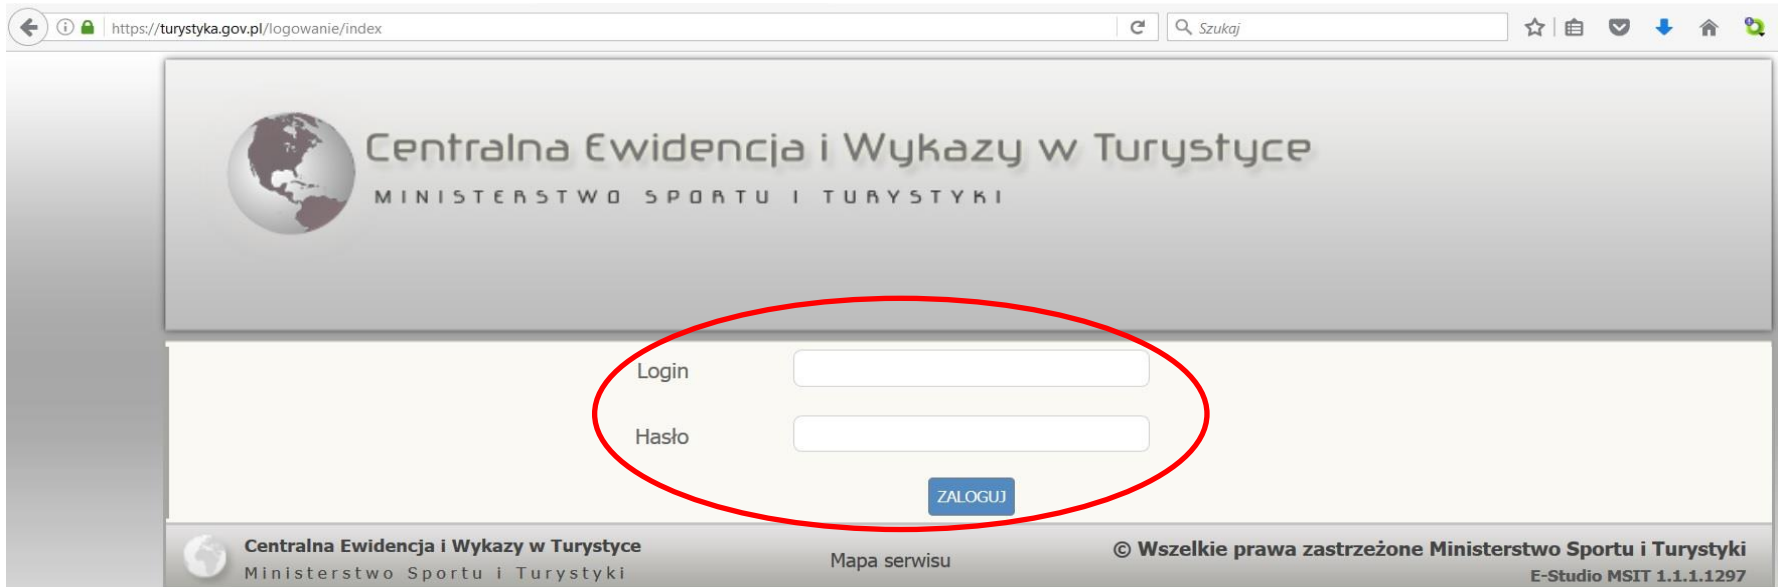 https://turystyka.gov.pl/logowanie/index
Szukaj
Centralna Ewidencja i Wykazy w Turystyce
MINISTERSTWO SPORTU I TURYSTYKI
Login
Hasło
ZALOGUJ
Centralna Ewidencja i Wykazy w Turystyce
Ministerstwo Sportu i Turystyki
Mapa serwisu
© Wszelkie prawa zastrzeżone Ministerstwo Sportu i Turystyki
E-Studio MSIT 1.1.1.1297